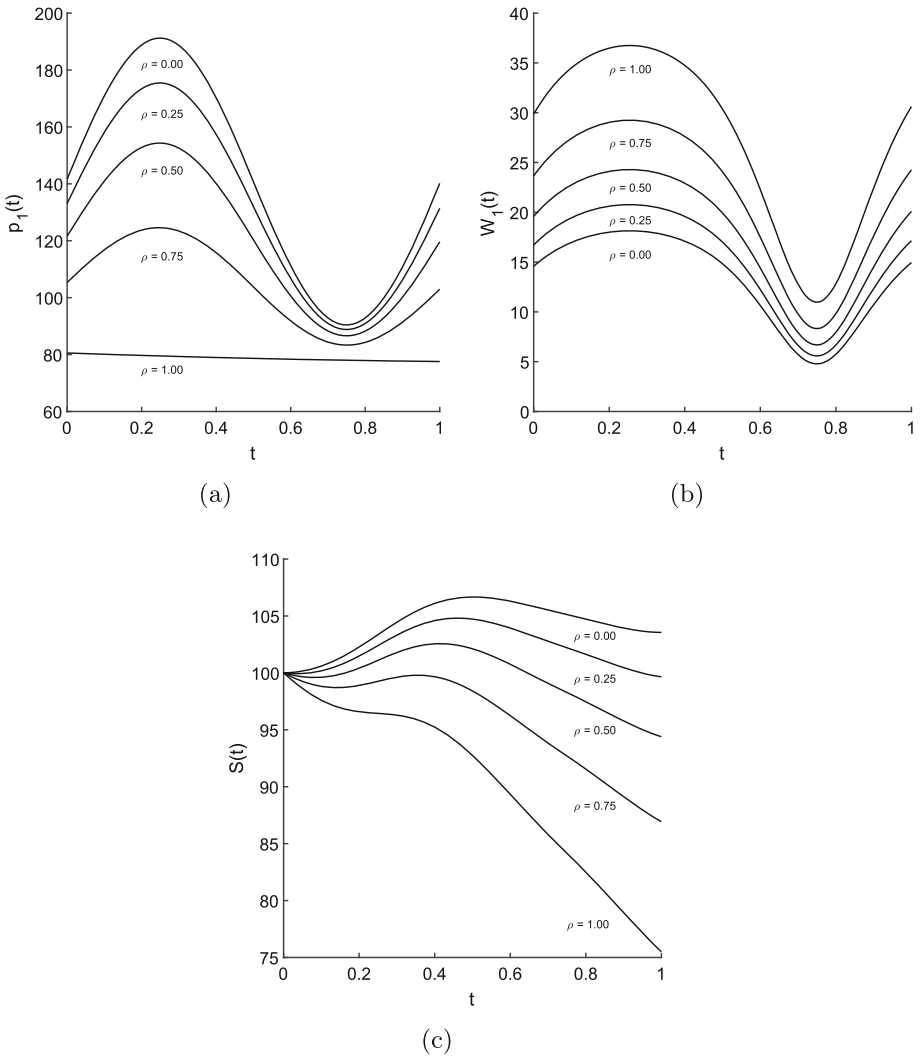 200
180
160
140
120
100
80
60
p1(t)
ρ = 0.00
ρ = 0.25
ρ = 0.50
ρ = 0.75
ρ = 1.00
0 0.2 0.4 0.6 0.8 1
t
(a)
40
35
30
25
20
15
10
5
0
W1(t)
ρ = 1.00
ρ = 0.75
ρ = 0.50
ρ = 0.25
ρ = 0.00
0 0.2 0.4 0.6 0.8 1
t
(b)
110
105
100
95
90
85
80
75
S(t)
ρ = 0.00
ρ = 0.25
ρ = 0.50
ρ = 0.75
ρ = 1.00
0 0.2 0.4 0.6 0.8 1
t
(c)